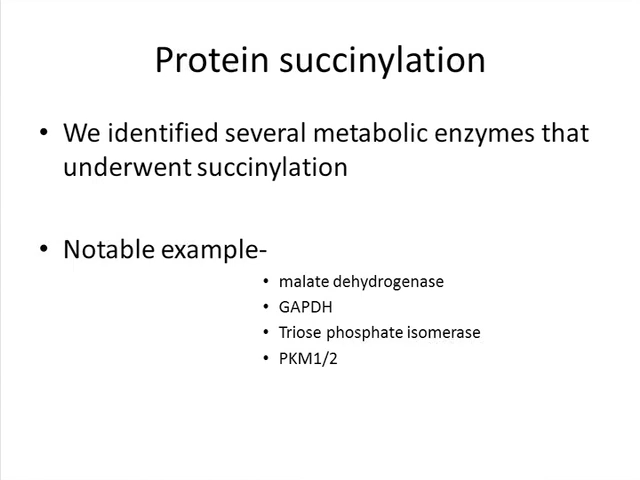 Protein succinylation
• We identified several metabolic enzymes that
underwent succinylation
• Notable example-
• malate dehydrogenase
• GAPDH
• Triose phosphate isomerase
• PKM1/2